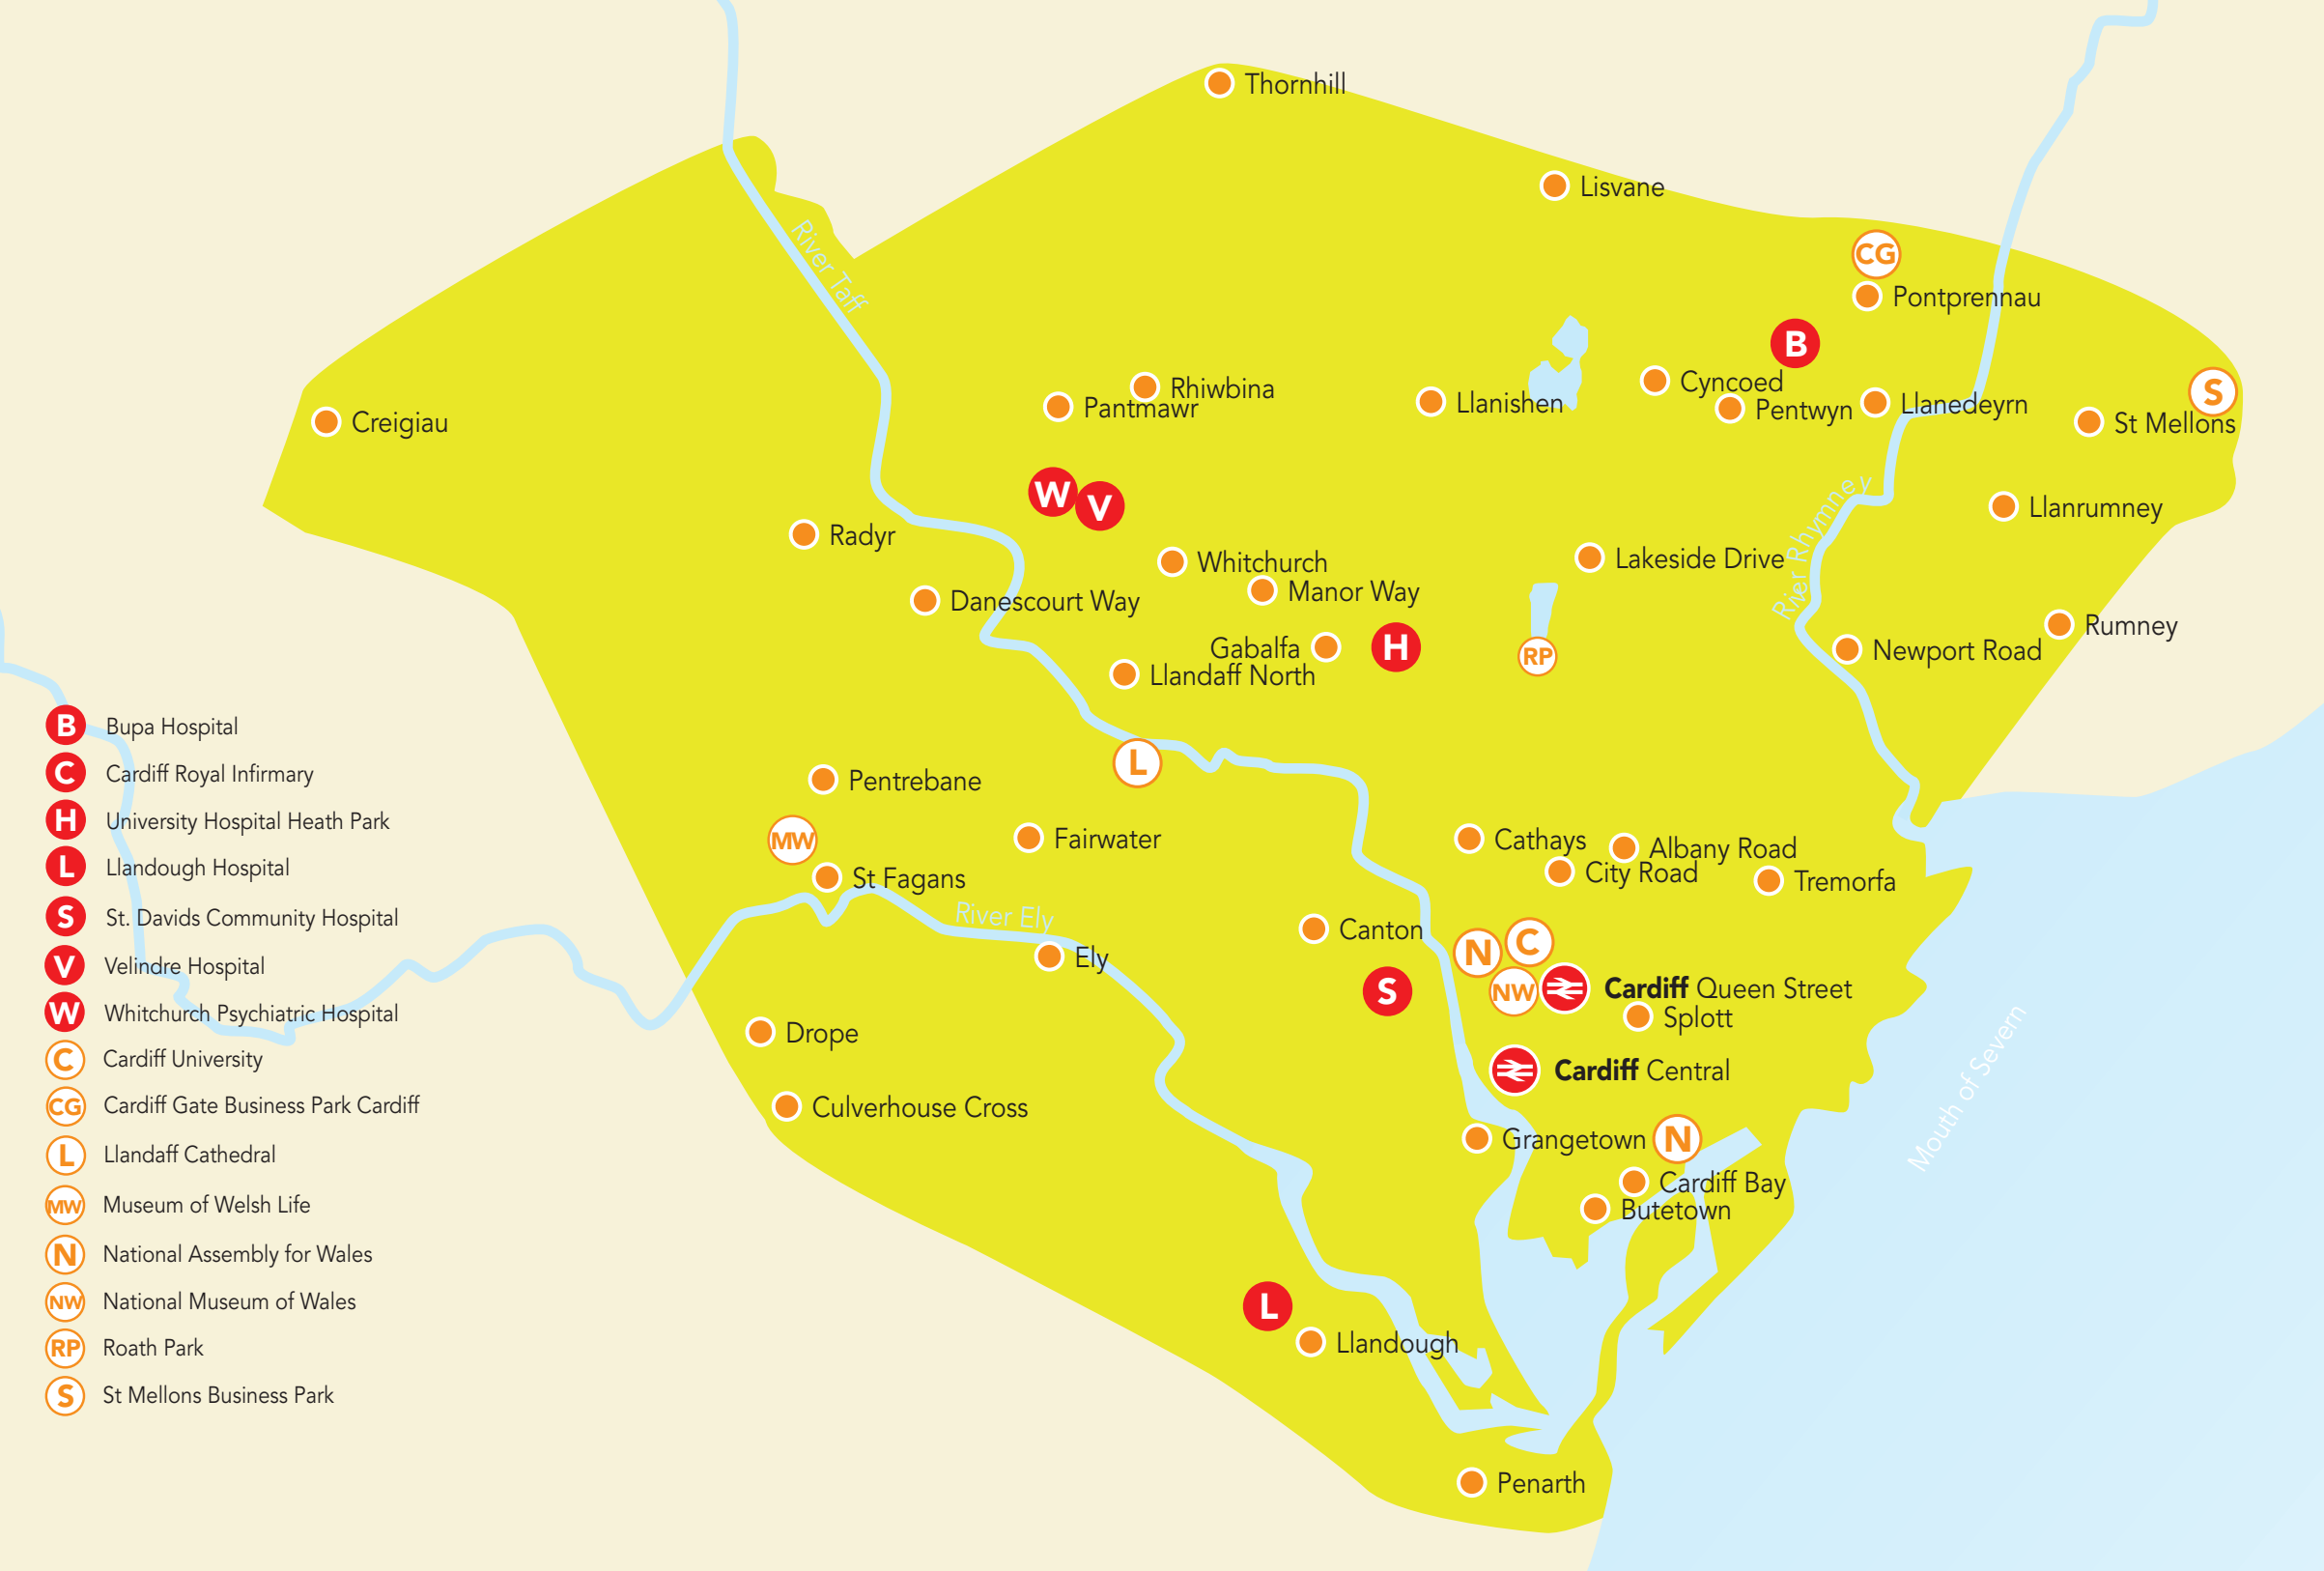 Thornhill
Lisvane
CG
Pontprennau
River Taff
B
Rhiwbina
Pantmawr
Llanishen
Cyncoed
Pentwyn
Llanedeyrn
S
St Mellons
Creigiau
W
V
Llanrumney
River Rhymney
Radyr
Whitchurch
Lakeside Drive
Manor Way
Danescourt Way
Gabalfa
H
RP
Llandaff North
Newport Road
Rumney
L
Pentrebane
MW
Fairwater
Cathays
Albany Road
City Road
Tremorfa
St Fagans
River Ely
Canton
Ely
N
C
S
NW
Cardiff Queen Street
Splott
Drope
Cardiff Central
Mouth of Severn
Culverhouse Cross
Grangetown
N
Cardiff Bay
Butetown
L
Llandough
Penarth
B Bupa Hospital
C Cardiff Royal Infirmary
H University Hospital Heath Park
L Llandough Hospital
S St. Davids Community Hospital
V Velindre Hospital
W Whitchurch Psychiatric Hospital
C Cardiff University
CG Cardiff Gate Business Park Cardiff
L Llandaff Cathedral
MW Museum of Welsh Life
N National Assembly for Wales
NW National Museum of Wales
RP Roath Park
S St Mellons Business Park